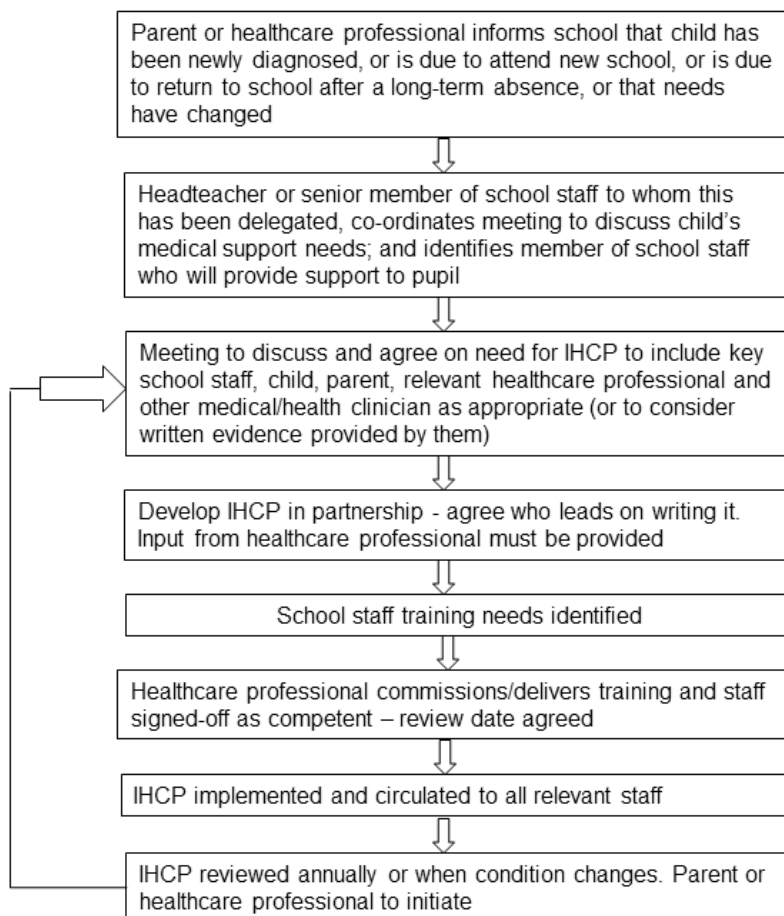 Parent or healthcare professional informs school that child has
been newly diagnosed, or is due to attend new school, or is due
to return to school after a long-term absence, or that needs
have changed
Headteacher or senior member of school staff to whom this
has been delegated, co-ordinates meeting to discuss child's
medical support needs; and identifies member of school staff
who will provide support to pupil
Meeting to discuss and agree on need for IHCP to include key
school staff, child, parent, relevant healthcare professional and
other medical/health clinician as appropriate (or to consider
written evidence provided by them)
Develop IHCP in partnership - agree who leads on writing it.
Input from healthcare professional must be provided
School staff training needs identified
Healthcare professional commissions/delivers training and staff
signed-off as competent – review date agreed
IHCP implemented and circulated to all relevant staff
IHCP reviewed annually or when condition changes. Parent or
healthcare professional to initiate